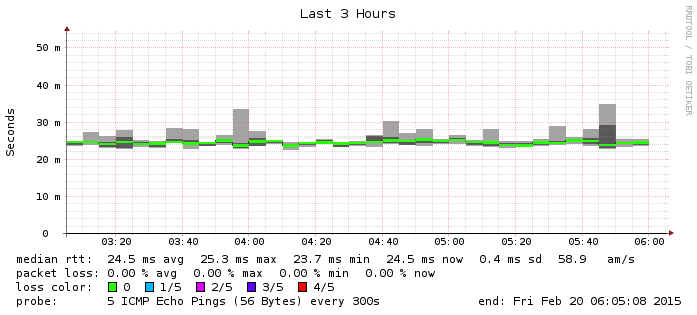 Last 3 Hours
RRDTOOL / TOBI OETIKER
Seconds
50 m
40 m
30 m
20 m
10 m
0
03:20 03:40 04:00 04:20 04:40 05:00 05:20 05:40 06:00
median rtt: 24.5 ms avg 25.3 ms max 23.7 ms min 24.5 ms now 0.4 ms sd 58.9 am/s
packet loss: 0.00 % avg 0.00 % max 0.00 % min 0.00 % now
loss color: 0 1/5 2/5 3/5 4/5
probe: 5 ICMP Echo Pings (56 Bytes) every 300s end: Fri Feb 20 06:05:08 2015